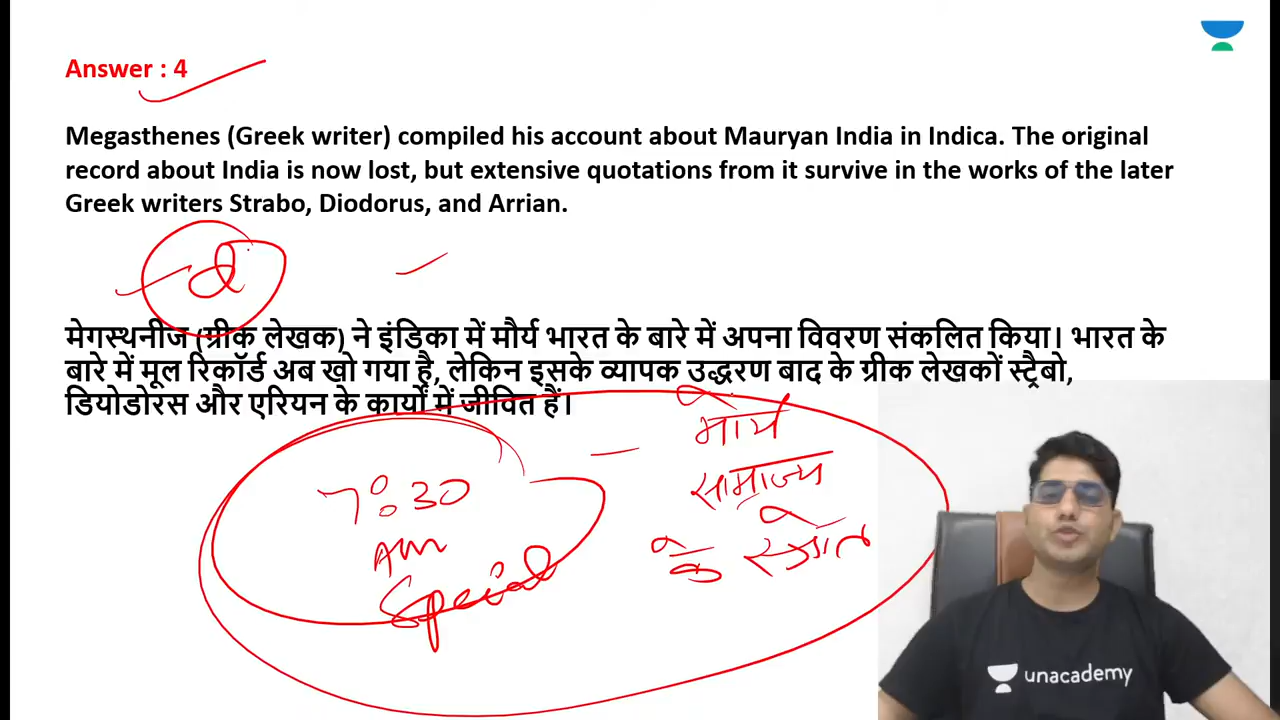 Answer : 4
Megasthenes (Greek writer) compiled his account about Mauryan India in Indica. The original
record about India is now lost, but extensive quotations from it survive in the works of the later
Greek writers Strabo, Diodorus, and Arrian.
d
मेगस्थनीज (ग्रीक लेखक) ने इंडिका में मौर्य भारत के बारे में अपना विवरण संकलित किया। भारत के
बारे में मूल रिकॉर्ड अब खो गया है, लेकिन इसके व्यापक उद्धरण बाद के ग्रीक लेखकों स्ट्रैबो,
डियोडोरस और एरियन के कार्यों में जीवित हैं।
7:30
AM
Special
मौर्य
साम्राज्य
के स्त्रोत
unacademy